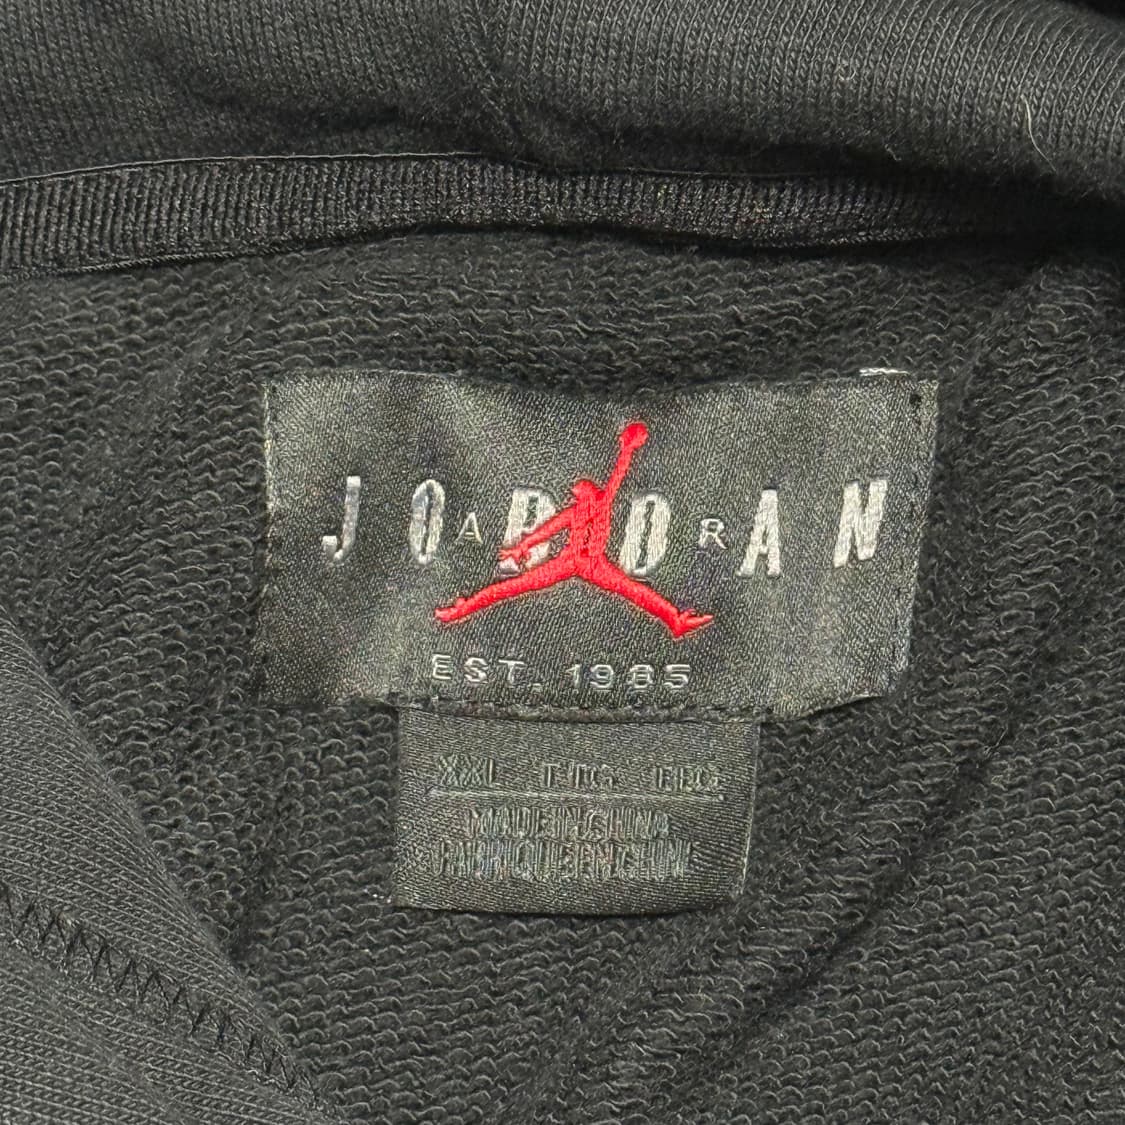 JORDAN
AIR
EST. 1985
XXL TTG EEG
MADE IN CHINA
FABRIQUE EN CHINE